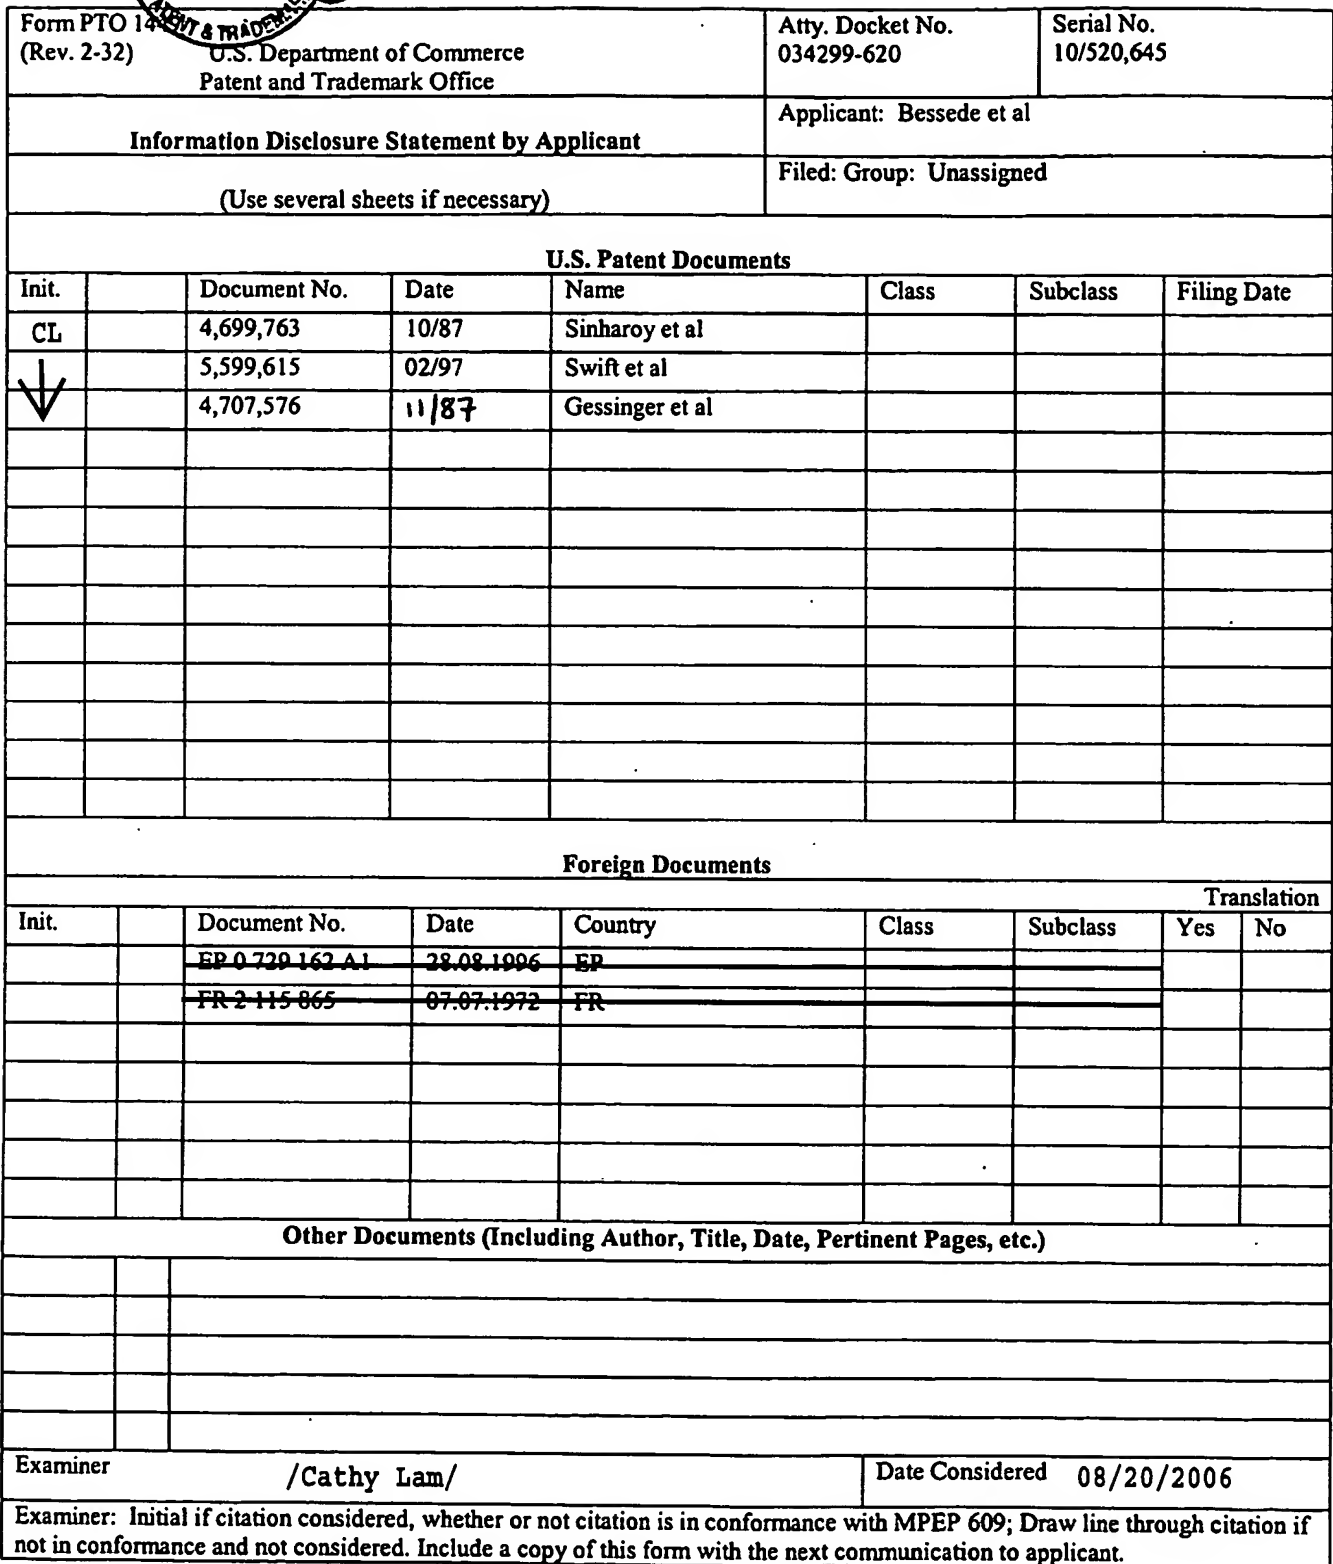 PATENT & TRADEMARK
Form PTO 144
(Rev. 2-32)
U.S. Department of Commerce
Patent and Trademark Office
Atty. Docket No.
034299-620
Serial No.
10/520,645
Information Disclosure Statement by Applicant
Applicant: Bessede et al
(Use several sheets if necessary)
Filed: Group: Unassigned
U.S. Patent Documents
Init. Document No. Date Name Class Subclass Filing Date
CL 4,699,763 10/87 Sinharoy et al
5,599,615 02/97 Swift et al
4,707,576 11/87 Gessinger et al
Foreign Documents
Translation
Init. Document No. Date Country Class Subclass Yes No
EP 0 729 162 A1 28.08.1996 EP
FR 2 115 865 07.07.1972 FR
Other Documents (Including Author, Title, Date, Pertinent Pages, etc.)
Examiner /Cathy Lam/ Date Considered 08/20/2006
Examiner: Initial if citation considered, whether or not citation is in conformance with MPEP 609; Draw line through citation if
not in conformance and not considered. Include a copy of this form with the next communication to applicant.